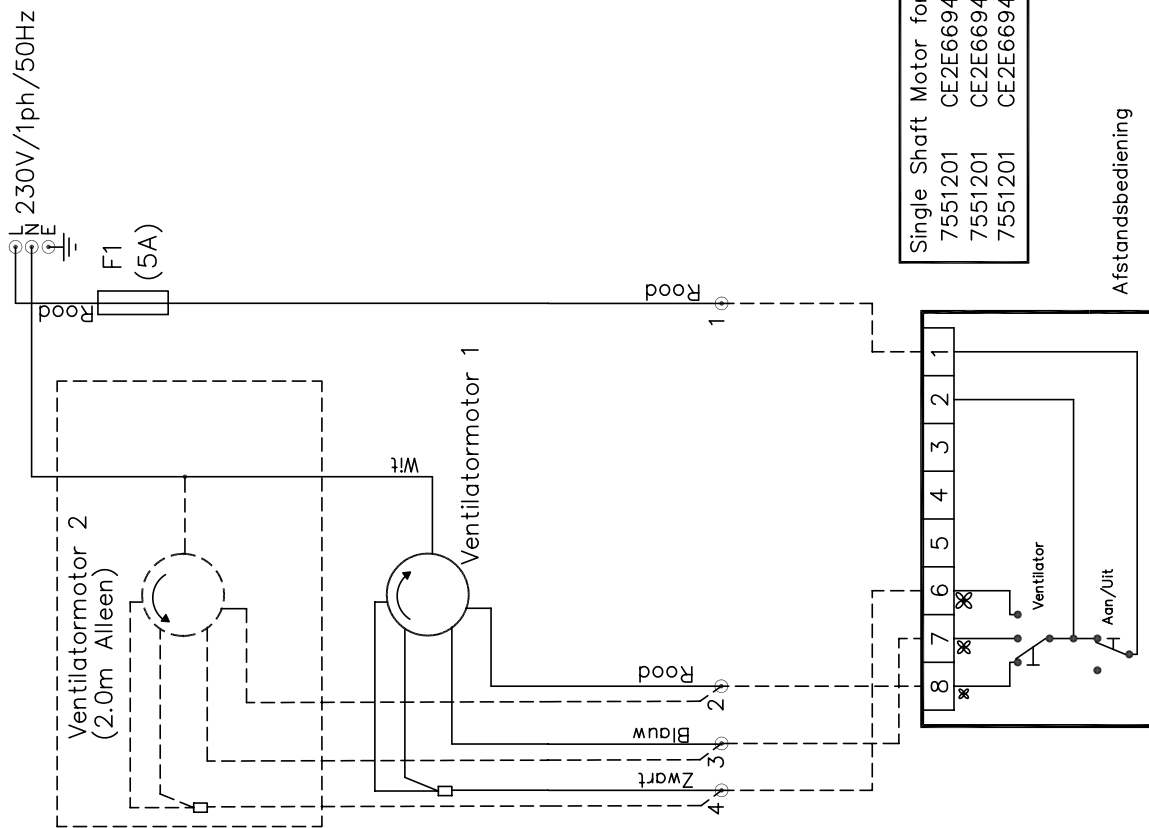 L
N
E
230V/1ph/50Hz
F1
(5A)
Rood
Rood
1
Ventilatormotor 2
(2.0m Alleen)
Wit
Ventilatormotor 1
Rood
2
Blauw
3
Zwart
4
Single Shaft Motor for
7551201 CE2E6694
7551201 CE2E6694
7551201 CE2E6694
Afstandsbediening
1
2
3
4
5
6
7
8
Ventilator
Aan/Uit